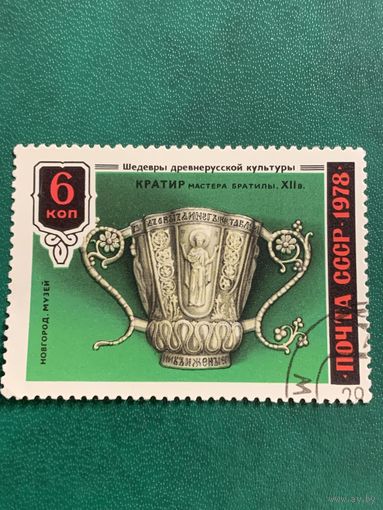 Шедевры древнерусской культуры
КРАТИР МАСТЕРА БРАТИЛЫ. XII В.
6
КОП
НОВГОРОД. МУЗЕЙ
ПОЧТА СССР·1978·